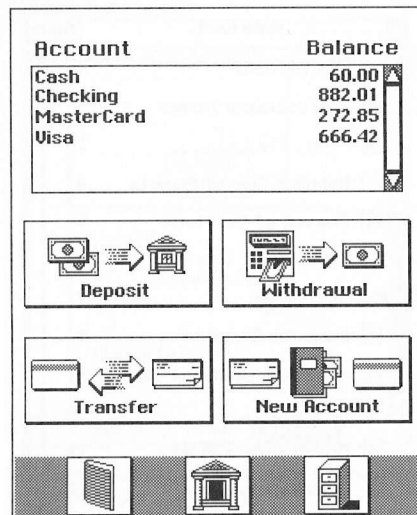 Account Balance
Cash 60.00
Checking 882.01
MasterCard 272.85
Visa 666.42
Deposit
Withdrawal
Transfer
New Account